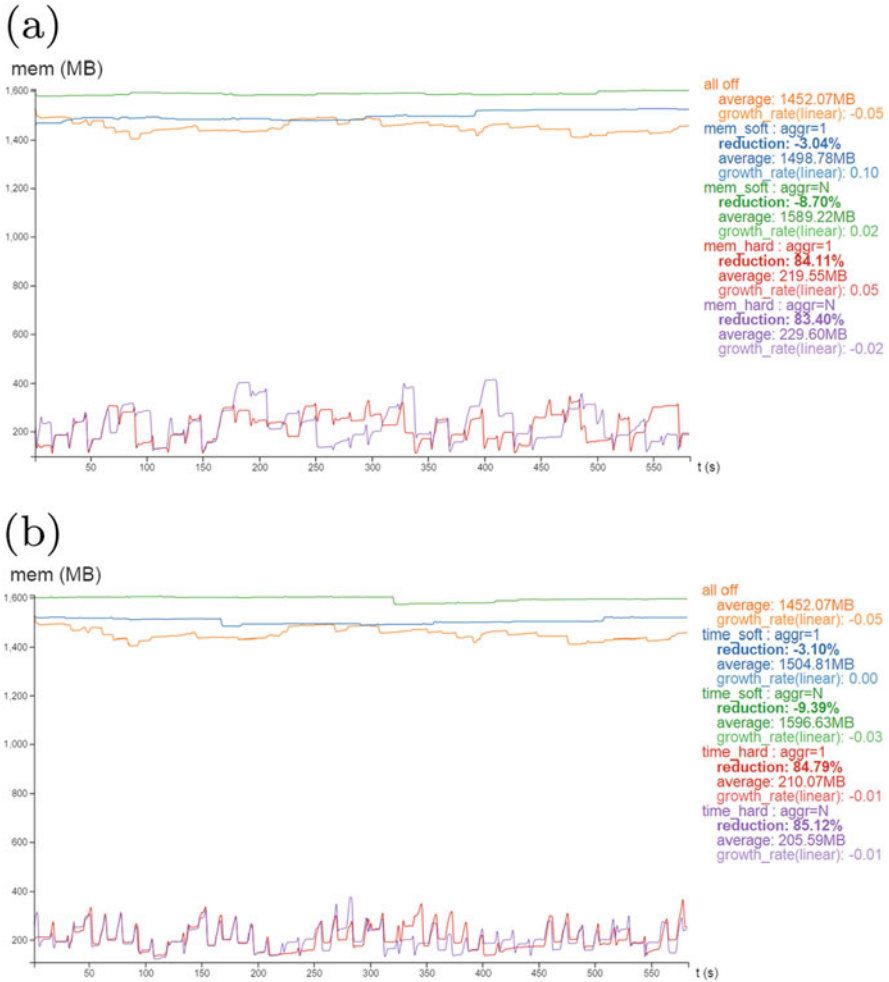 (a)
mem (MB)
1,600
1,400
1,200
1,000
800
600
400
200
50 100 150 200 250 300 350 400 450 500 550 t (s)
all off
average: 1452.07MB
growth_rate(linear): -0.05
mem_soft : aggr=1
reduction: -3.04%
average: 1498.78MB
growth_rate(linear): 0.10
mem_soft : aggr=N
reduction: -8.70%
average: 1589.22MB
growth_rate(linear): 0.02
mem_hard : aggr=1
reduction: 84.11%
average: 219.55MB
growth_rate(linear): 0.05
mem_hard : aggr=N
reduction: 83.40%
average: 229.60MB
growth_rate(linear): -0.02
(b)
mem (MB)
1,600
1,400
1,200
1,000
800
600
400
200
50 100 150 200 250 300 350 400 450 500 550 t (s)
all off
average: 1452.07MB
growth_rate(linear): -0.05
time_soft : aggr=1
reduction: -3.10%
average: 1504.81MB
growth_rate(linear): 0.00
time_soft : aggr=N
reduction: -9.39%
average: 1596.63MB
growth_rate(linear): -0.03
time_hard : aggr=1
reduction: 84.79%
average: 210.07MB
growth_rate(linear): -0.01
time_hard : aggr=N
reduction: 85.12%
average: 205.59MB
growth_rate(linear): -0.01